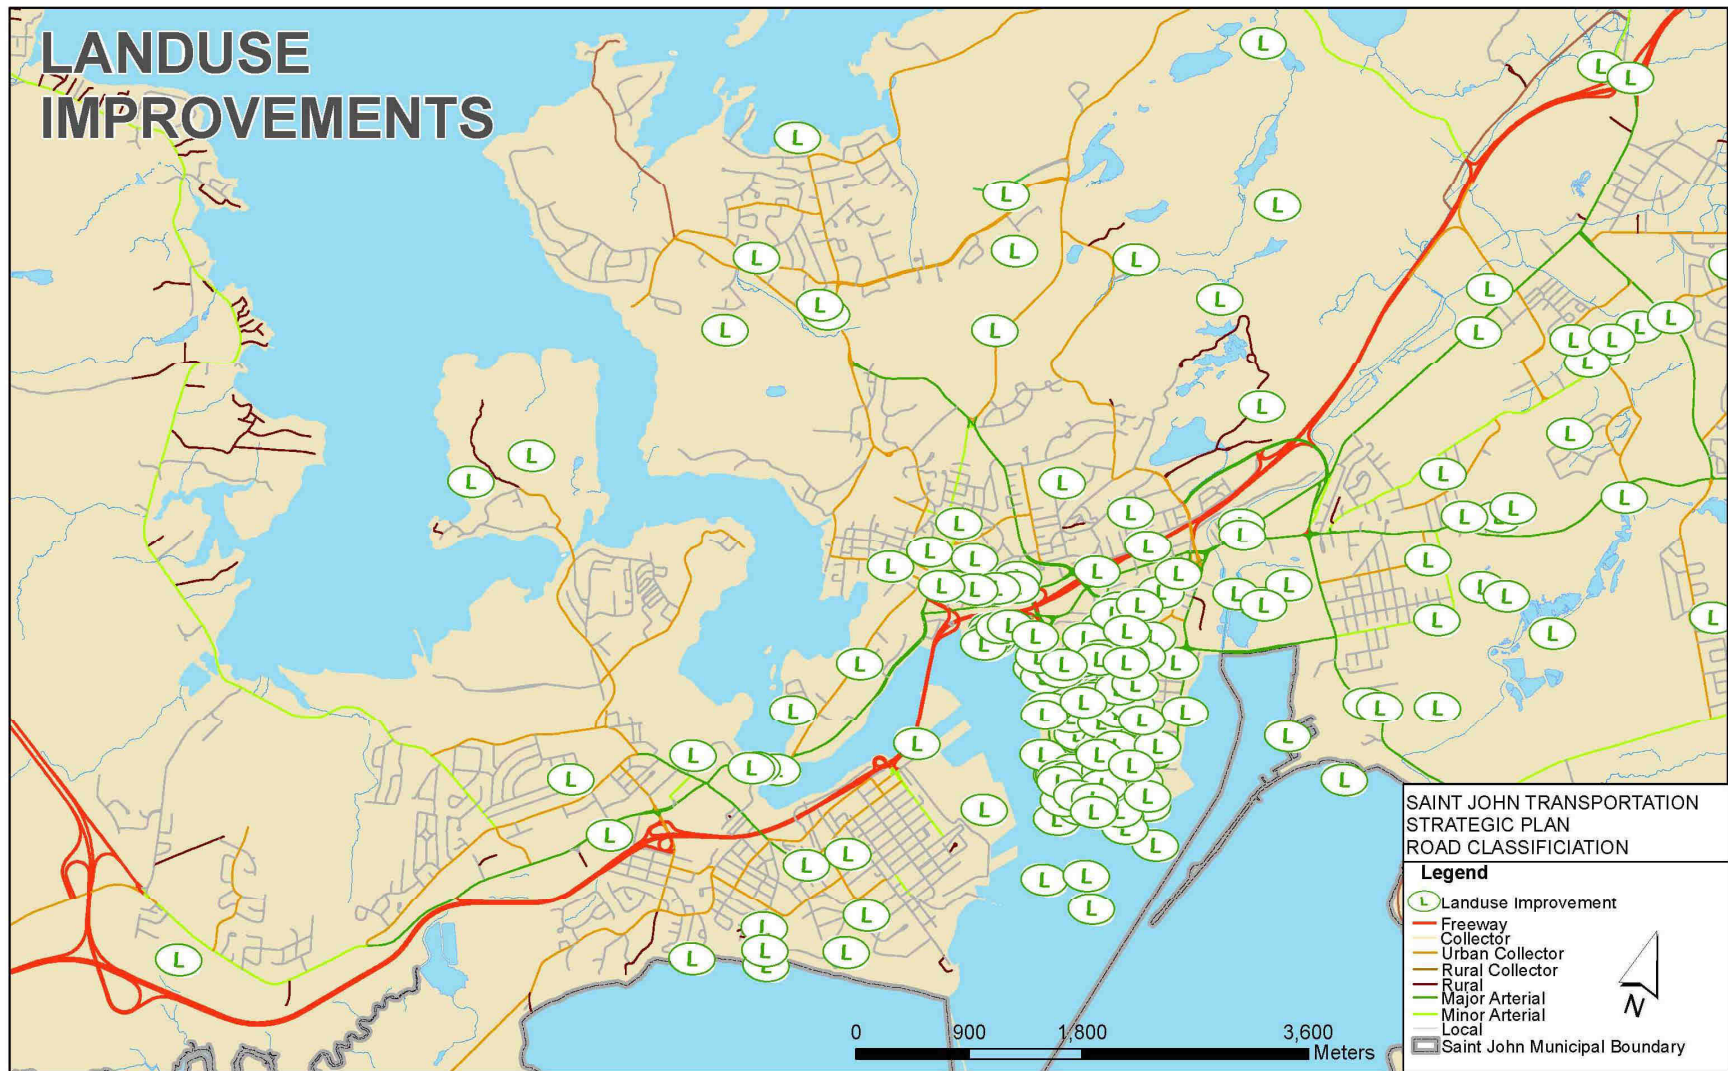 LANDUSE
IMPROVEMENTS
SAINT JOHN TRANSPORTATION
STRATEGIC PLAN
ROAD CLASSIFICIATION
Legend
L Landuse Improvement
Freeway
Collector
Urban Collector
Rural Collector
Rural
Major Arterial
Minor Arterial
Local
Saint John Municipal Boundary
N
0 900 1,800 3,600
Meters